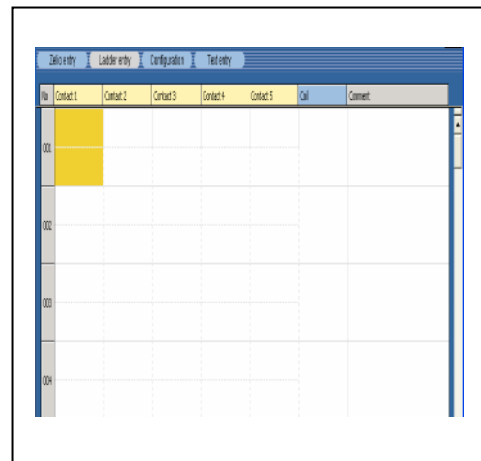 Zelio entry Ladder entry Configuration Text entry
No Contact 1 Contact 2 Contact 3 Contact 4 Contact 5 Coil Comment
001
002
003
004